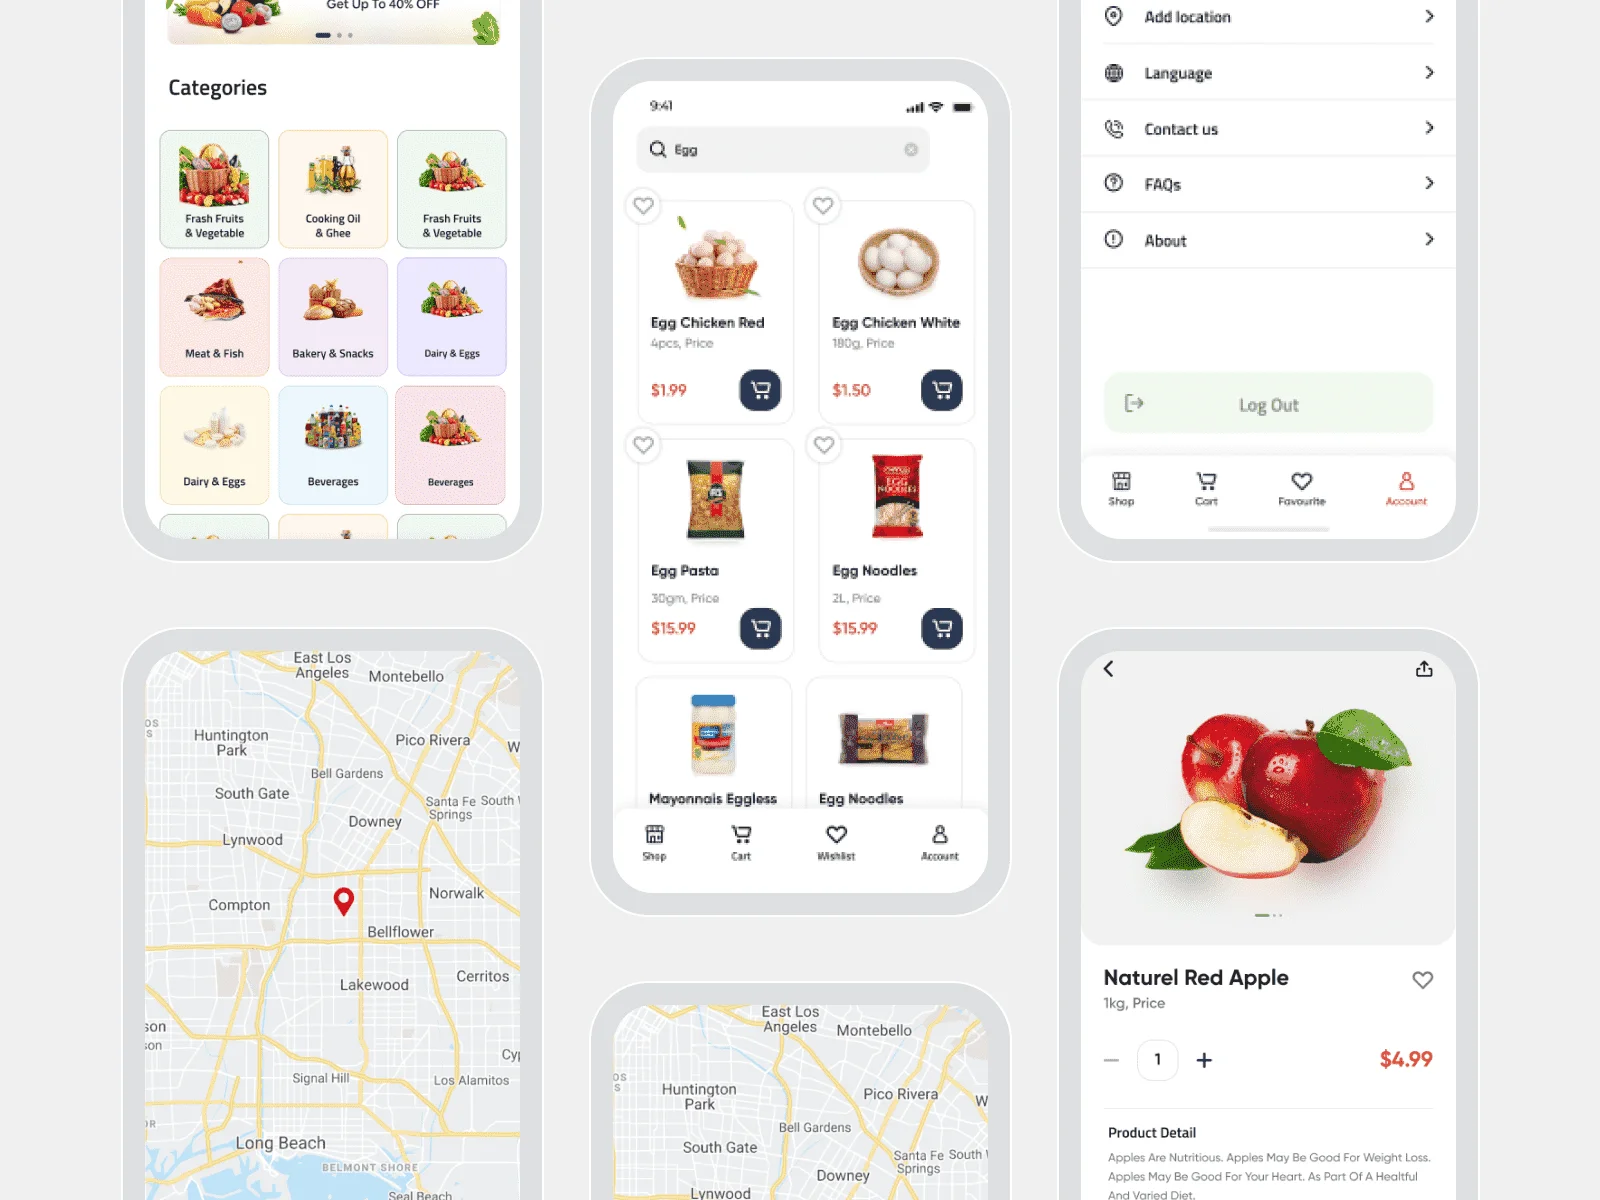 Get Up To 40% OFF
Categories
Frash Fruits
& Vegetable
Cooking Oil
& Ghee
Frash Fruits
& Vegetable
Meat & Fish
Bakery & Snacks
Dairy & Eggs
Dairy & Eggs
Beverages
Beverages
East Los
Angeles
Montebello
OS
S
Huntington
Park
Pico Rivera
W
Bell Gardens
South Gate
Santa Fe
Springs
South W
Downey
Lynwood
Norwalk
Compton
Bellflower
Cerritos
Lakewood
son
son
Cyp
Signal Hill
Los Alamitos
OR
Long Beach
BELMONT SHORE
Seal Beach
9:41
Egg
Egg Chicken Red
4pcs, Price
$1.99
Egg Chicken White
180g, Price
$1.50
EGG
NOODLES
Egg Pasta
30gm, Price
$15.99
Egg Noodles
2L, Price
$15.99
Mayonnais Eggless
Egg Noodles
Shop
Cart
Wishlist
Account
East Los
Angeles
Montebello
OS
S
Huntington
Park
Pico Rivera
W
Bell Gardens
South Gate
Santa Fe
Springs
South W
Downey
Lynwood
Add location
Language
Contact us
FAQs
About
Log Out
Shop
Cart
Favourite
Account
Naturel Red Apple
1kg, Price
1
$4.99
Product Detail
Apples Are Nutritious. Apples May Be Good For Weight Loss.
Apples May Be Good For Your Heart. As Part Of A Healtful
And Varied Diet.